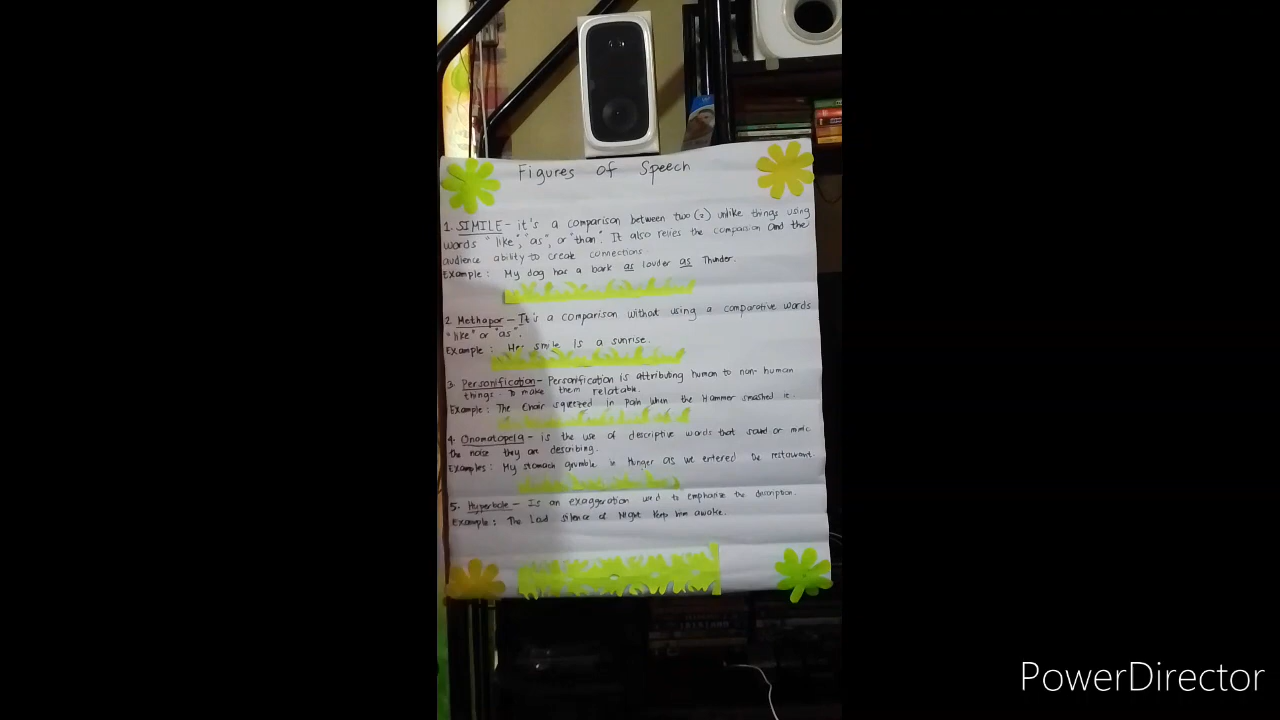 Figures of Speech
1. SIMILE - it's a comparison between two (2) unlike things using
words "like", "as", or "than". It also relies the comparison and the
audience ability to create connections.
Example: My dog has a bark as louder as Thunder.
2. Methapor - It's a comparison without using a comparative words
"like" or "as".
Example: Her smile is a sunrise.
3. Personification - Personification is attributing human to non-human
things. To make them relatable.
Example: The Chair squeezed in Pain when the Hammer smashed it.
4. Onomatopeia - is the use of descriptive words that sound or mimic
the noise they are describing.
Examples: My stomach grumble in Hunger as we entered the restaurant
5. Hyperbole - Is an exaggeration used to emphasize the description.
Example: The Loud silence of Night keep him awake.
PowerDirector